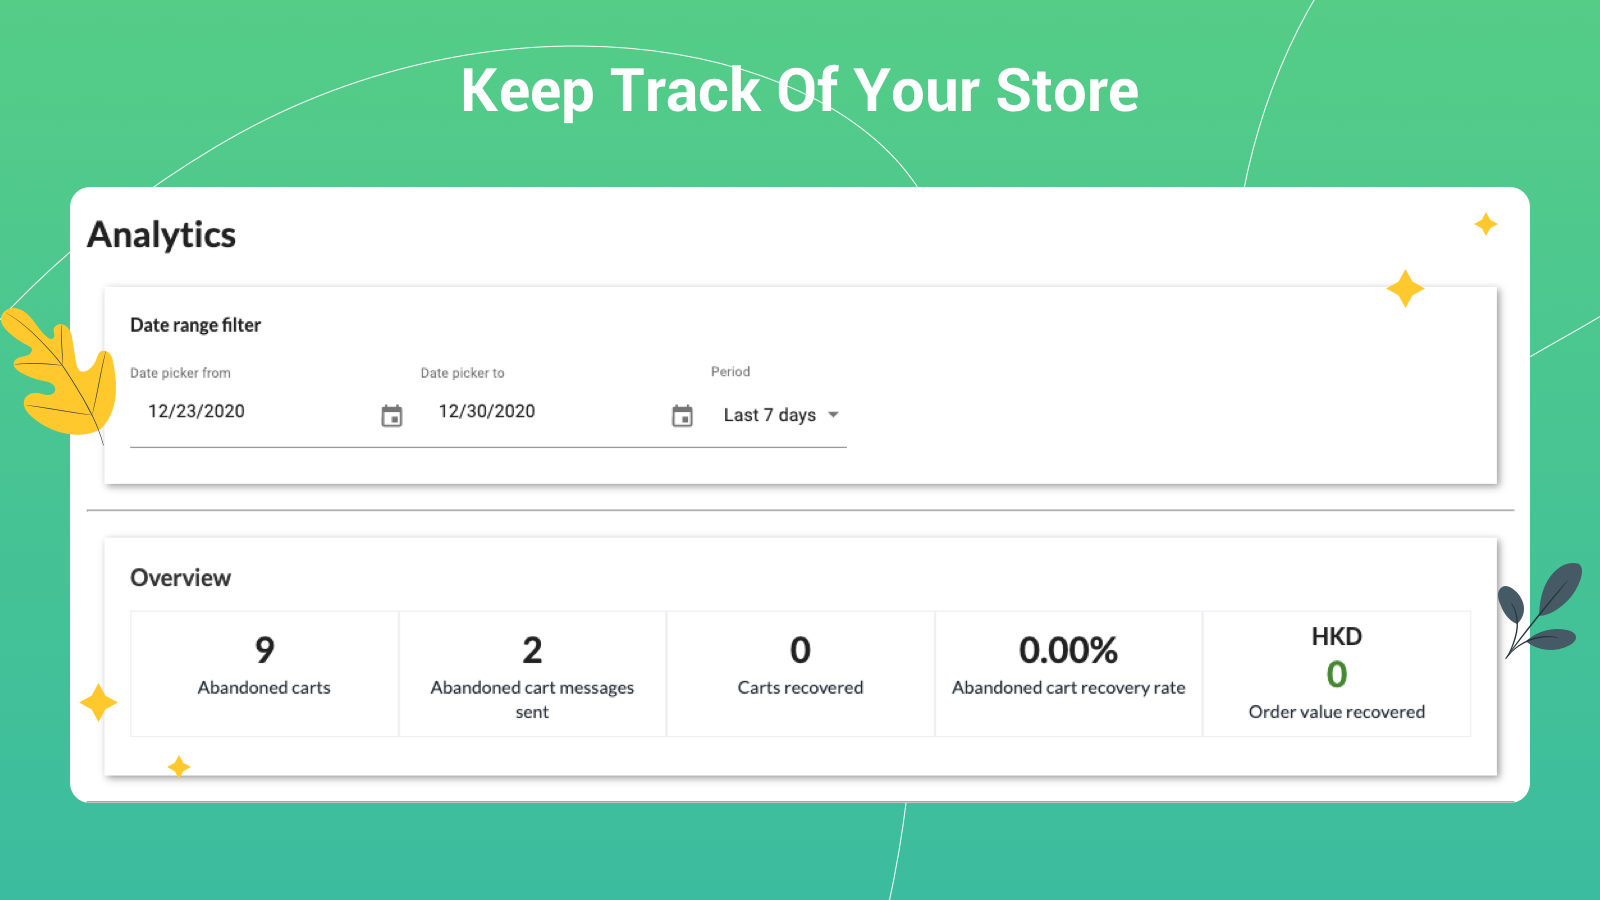 Keep Track Of Your Store
Analytics
Date range filter
Date picker from
Date picker to
Period
12/23/2020
12/30/2020
Last 7 days
Overview
9
Abandoned carts
2
Abandoned cart messages
sent
0
Carts recovered
0.00%
Abandoned cart recovery rate
HKD
0
Order value recovered